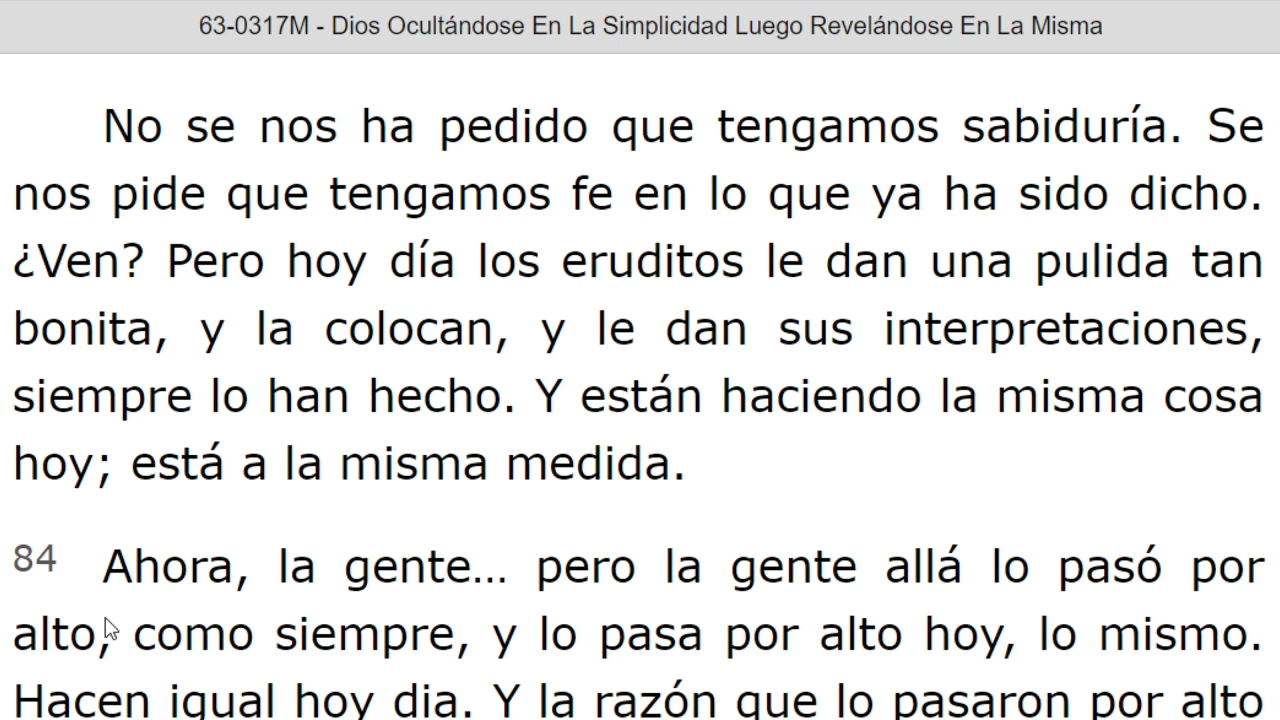 63-0317M - Dios Ocultándose En La Simplicidad Luego Revelándose En La Misma
No se nos ha pedido que tengamos sabiduría. Se
nos pide que tengamos fe en lo que ya ha sido dicho.
¿Ven? Pero hoy día los eruditos le dan una pulida tan
bonita, y la colocan, y le dan sus interpretaciones,
siempre lo han hecho. Y están haciendo la misma cosa
hoy; está a la misma medida.
84 Ahora, la gente… pero la gente allá lo pasó por
alto, como siempre, y lo pasa por alto hoy, lo mismo.
Hacen igual hoy dia. Y la razón que lo pasaron por alto